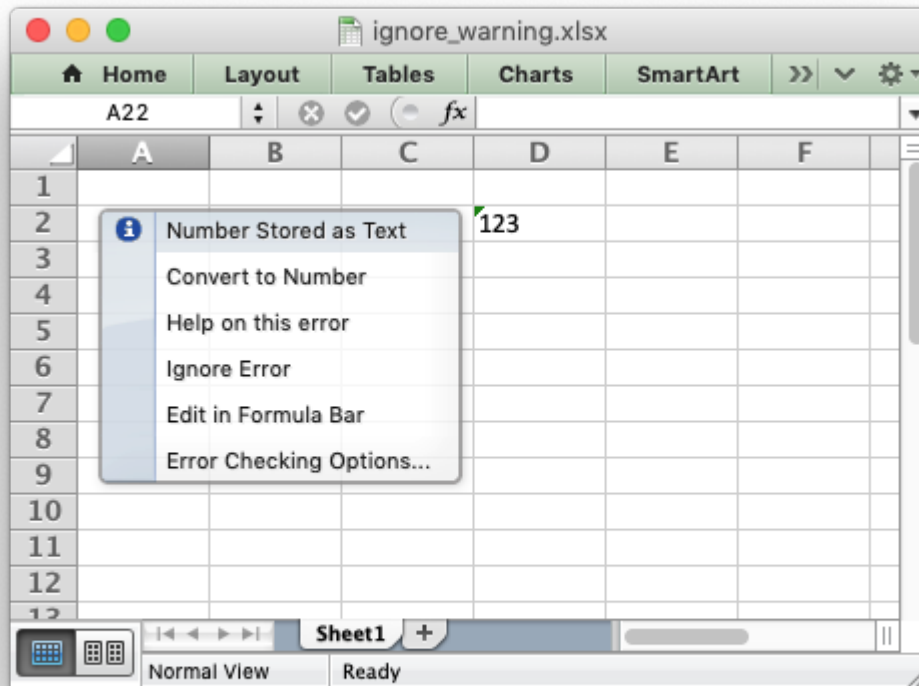 ignore_warning.xlsx
Home Layout Tables Charts SmartArt
A22 fx
A B C D E F
1
2 123
Number Stored as Text
3
Convert to Number
4
Help on this error
5
6
Ignore Error
7
Edit in Formula Bar
8
Error Checking Options...
9
10
11
12
13
Sheet1 +
Normal View Ready